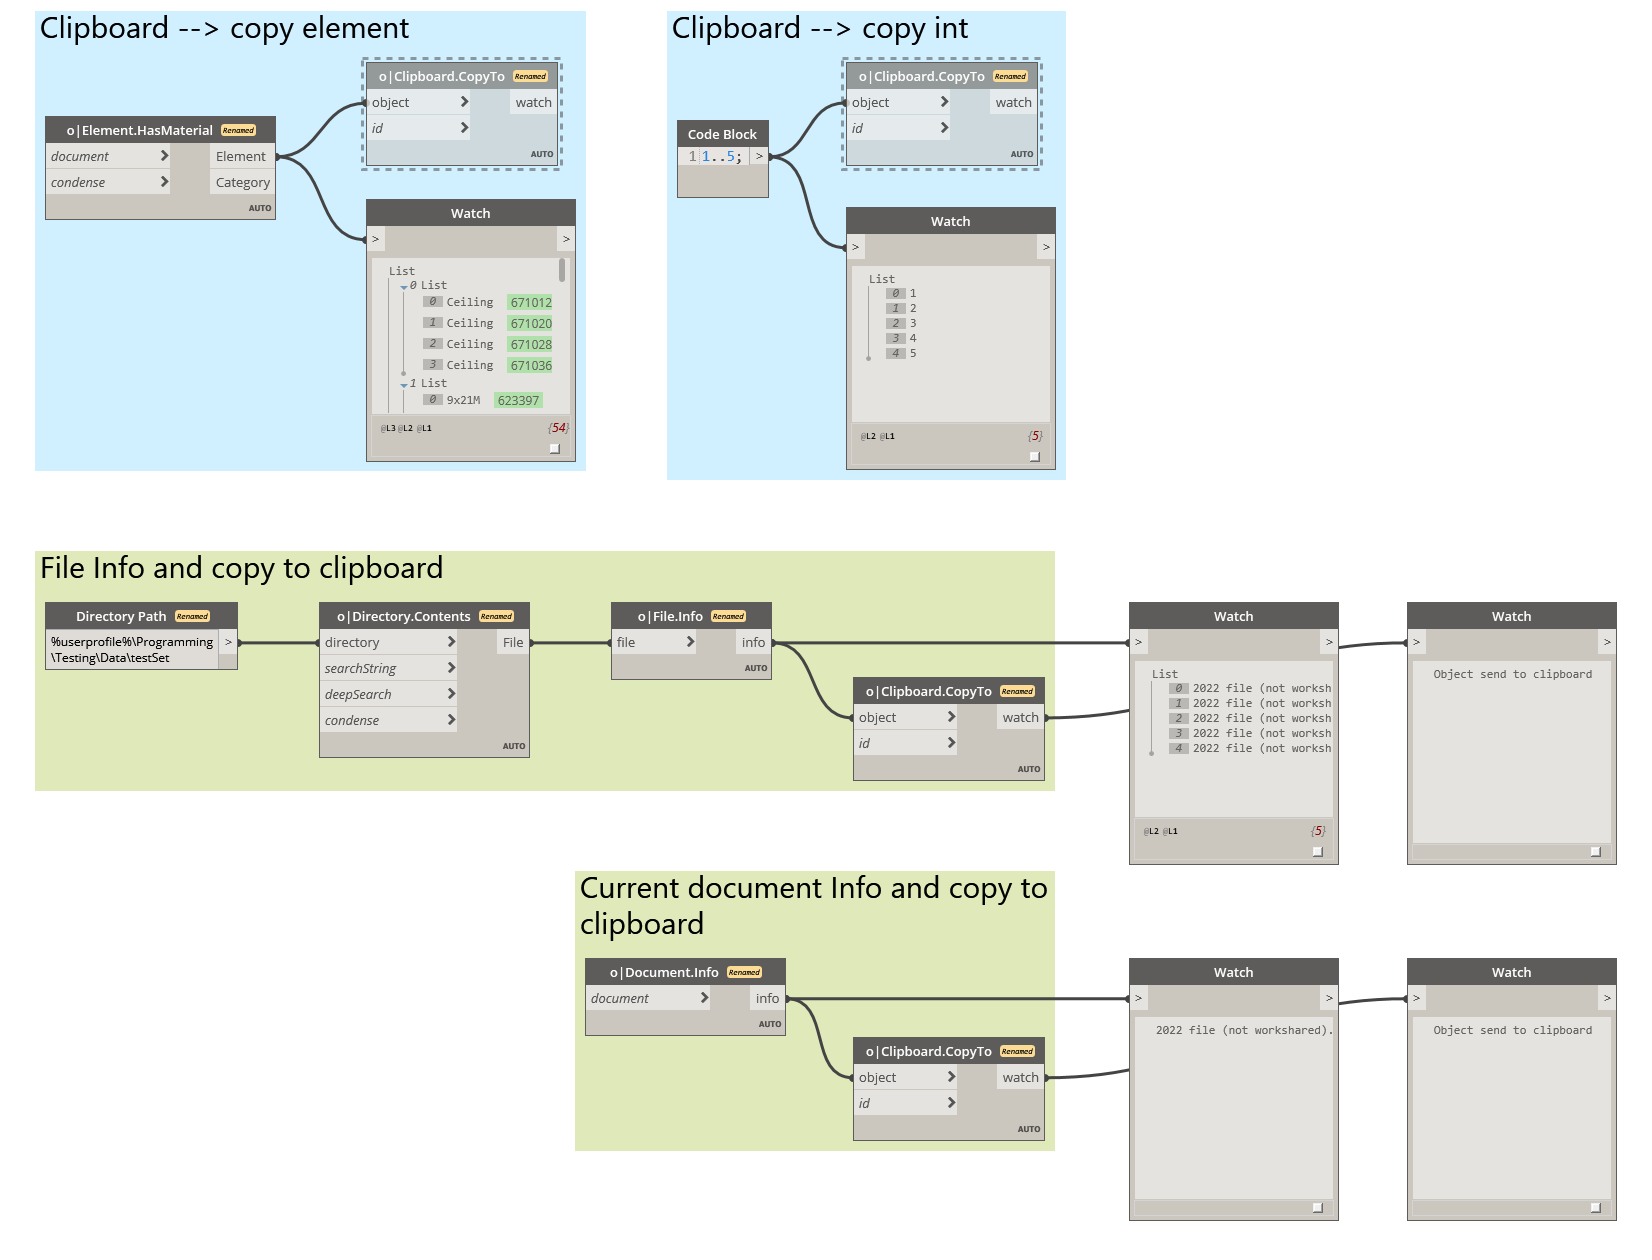 Clipboard --> copy element
o|Clipboard.CopyTo Renamed
object > watch
id >
AUTO
o|Element.HasMaterial Renamed
document > Element
condense > Category
AUTO
Watch
> >
List
0 List
0 Ceiling 671012
1 Ceiling 671020
2 Ceiling 671028
3 Ceiling 671036
1 List
0 9x21M 623397
@L3 @L2 @L1 {54}
Clipboard --> copy int
o|Clipboard.CopyTo Renamed
object > watch
id >
AUTO
Code Block
1 1..5; >
Watch
> >
List
0 1
1 2
2 3
3 4
4 5
@L2 @L1 {5}
File Info and copy to clipboard
Directory Path Renamed
%userprofile%\Programming >
\Testing\Data\testSet
o|Directory.Contents Renamed
directory > File
searchString >
deepSearch >
condense >
AUTO
o|File.Info Renamed
file > info
AUTO
o|Clipboard.CopyTo Renamed
object > watch
id >
AUTO
Watch
> >
List
0 2022 file (not worksh
1 2022 file (not worksh
2 2022 file (not worksh
3 2022 file (not worksh
4 2022 file (not worksh
@L2 @L1 {5}
Watch
> >
Object send to clipboard
Current document Info and copy to
clipboard
o|Document.Info Renamed
document > info
AUTO
o|Clipboard.CopyTo Renamed
object > watch
id >
AUTO
Watch
> >
2022 file (not workshared).
Watch
> >
Object send to clipboard